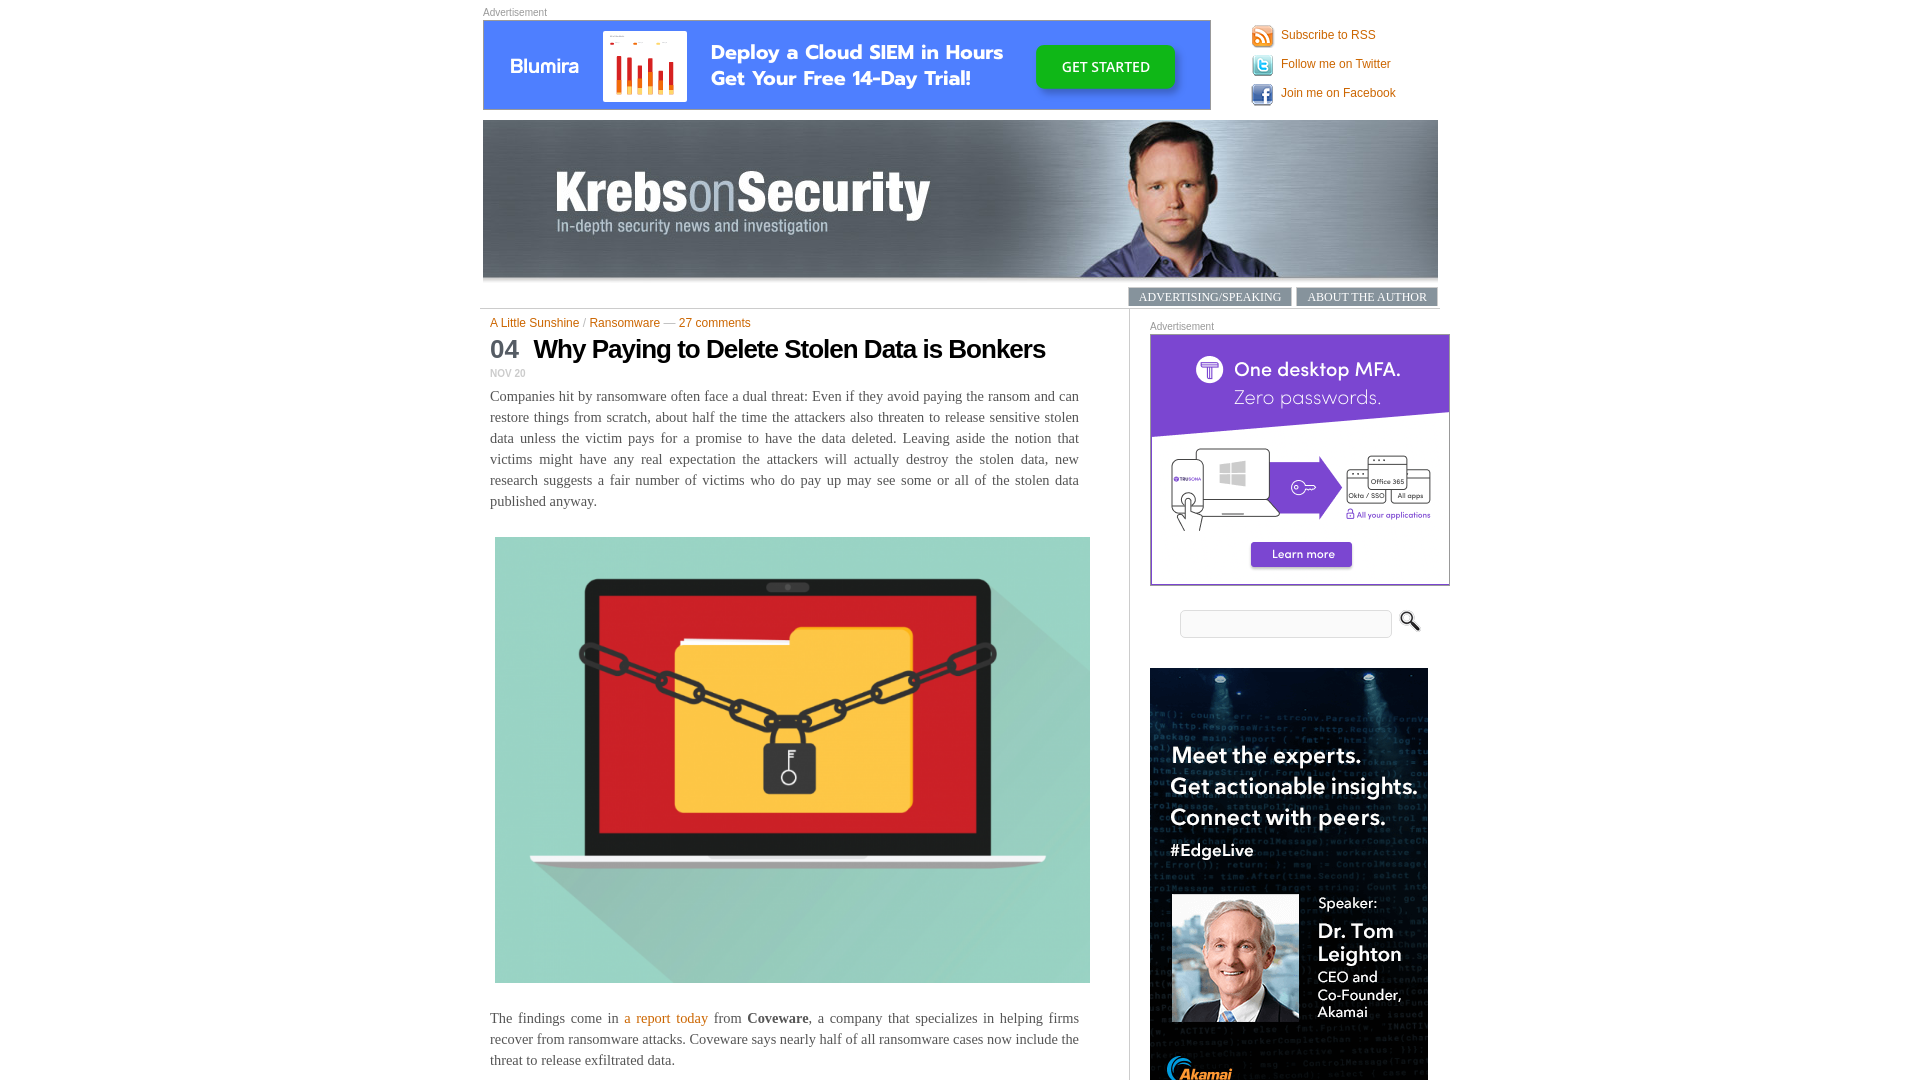 Advertisement
Blumira
Deploy a Cloud SIEM in Hours
Get Your Free 14-Day Trial!
GET STARTED
Subscribe to RSS
Follow me on Twitter
Join me on Facebook
KrebsonSecurity
In-depth security news and investigation
ADVERTISING/SPEAKING
ABOUT THE AUTHOR
A Little Sunshine / Ransomware — 27 comments
04 Why Paying to Delete Stolen Data is Bonkers
NOV 20
Companies hit by ransomware often face a dual threat: Even if they avoid paying the ransom and can
restore things from scratch, about half the time the attackers also threaten to release sensitive stolen
data unless the victim pays for a promise to have the data deleted. Leaving aside the notion that
victims might have any real expectation the attackers will actually destroy the stolen data, new
research suggests a fair number of victims who do pay up may see some or all of the stolen data
published anyway.
The findings come in a report today from Coveware, a company that specializes in helping firms
recover from ransomware attacks. Coveware says nearly half of all ransomware cases now include the
threat to release exfiltrated data.
Advertisement
One desktop MFA.
Zero passwords.
TRUSONA
Office 365
Okta / SSO
All apps
All your applications
Learn more
Meet the experts.
Get actionable insights.
Connect with peers.
#EdgeLive
Speaker:
Dr. Tom
Leighton
CEO and
Co-Founder,
Akamai
Akamai